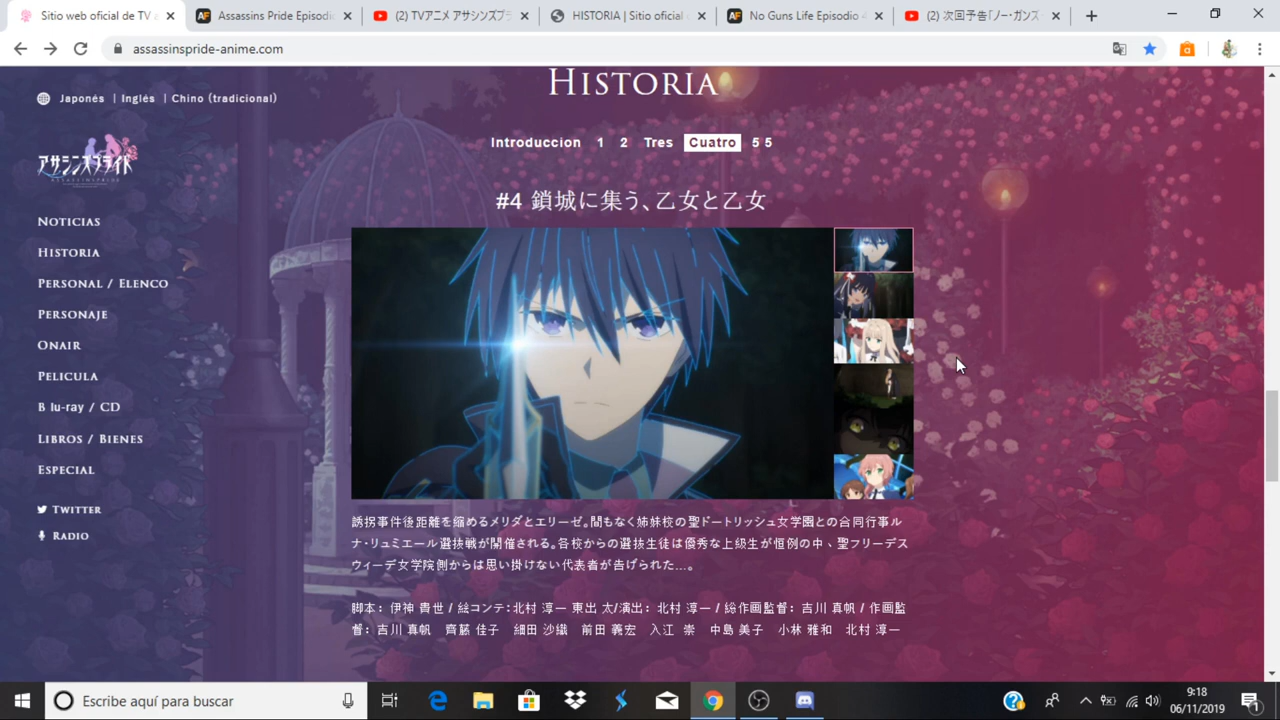 Sitio web oficial de TV a
Assassins Pride Episodi
(2) TVアニメ アサシンズプ
HISTORIA | Sitio oficial d
No Guns Life Episodio 4
(2) 次回予告「ノー・ガンズ・
assassinspride-anime.com
Japonés | Inglés | Chino (tradicional)
アサシンズプライド
ASSASSINSPRIDE
Noticias
Historia
Personal / Elenco
Personaje
Onair
Pelicula
B lu-ray / CD
Libros / Bienes
Especial
Twitter
Radio
Historia
Introduccion 1 2 Tres Cuatro 5 5
#4 鎖城に集う、乙女と乙女
誘拐事件後距離を縮めるメリダとエリーゼ。間もなく姉妹校の聖ドートリッシュ女学園との合同行事ル
ナ・リュミエール選抜戦が開催される。各校からの選抜生徒は優秀な上級生が恒例の中、聖フリーデス
ウィーデ女学院側からは思い掛けない代表者が告げられた…。
脚本： 伊神 貴世 / 絵コンテ：北村 淳一 東出 太/演出： 北村 淳一 / 総作画監督： 吉川 真帆 / 作画監
督： 吉川 真帆 齊藤 佳子 細田 沙織 前田 義宏 入江 崇 中島 美子 小林 雅和 北村 淳一
Escribe aquí para buscar
9:18
06/11/2019
1